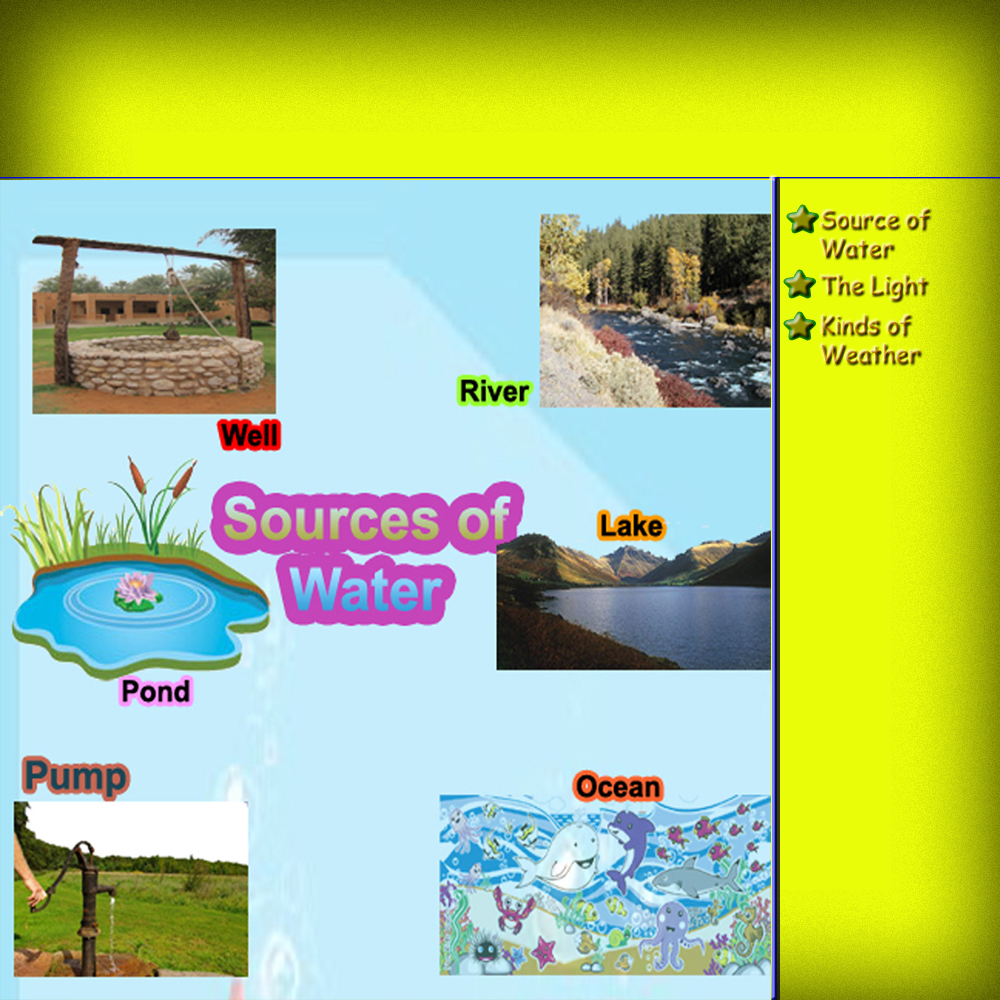 Source of
Water
The Light
Kinds of
Weather
River
Well
Sources of
Water
Lake
Pond
Pump
Ocean